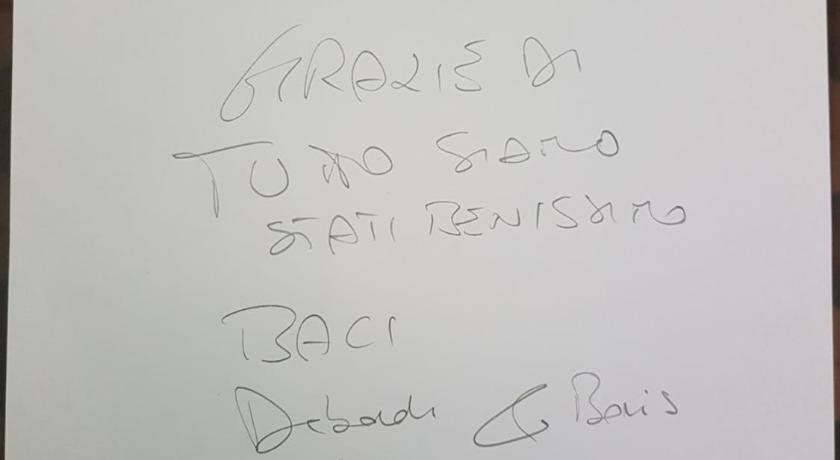 GRAZIE DI
TUTTO SIAMO
STATI BENISSIMO
BACI
Deborah & Boris